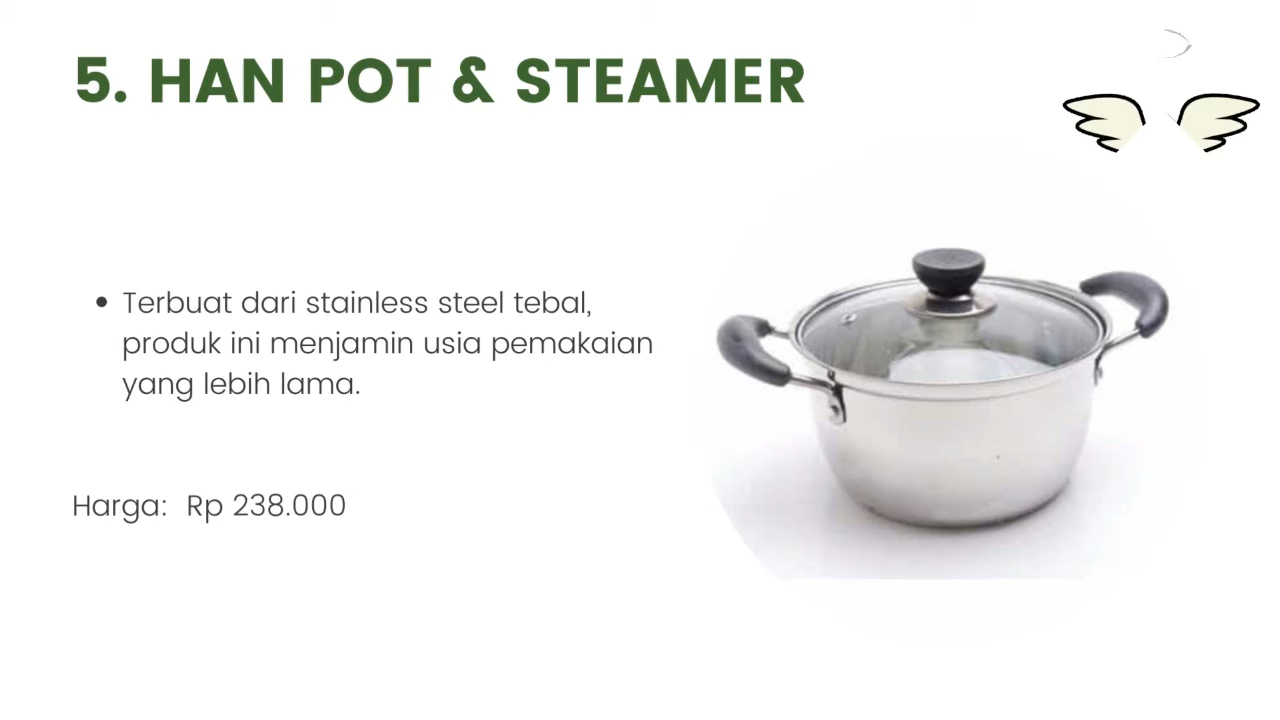 5. HAN POT & STEAMER
• Terbuat dari stainless steel tebal,
produk ini menjamin usia pemakaian
yang lebih lama.
Harga: Rp 238.000